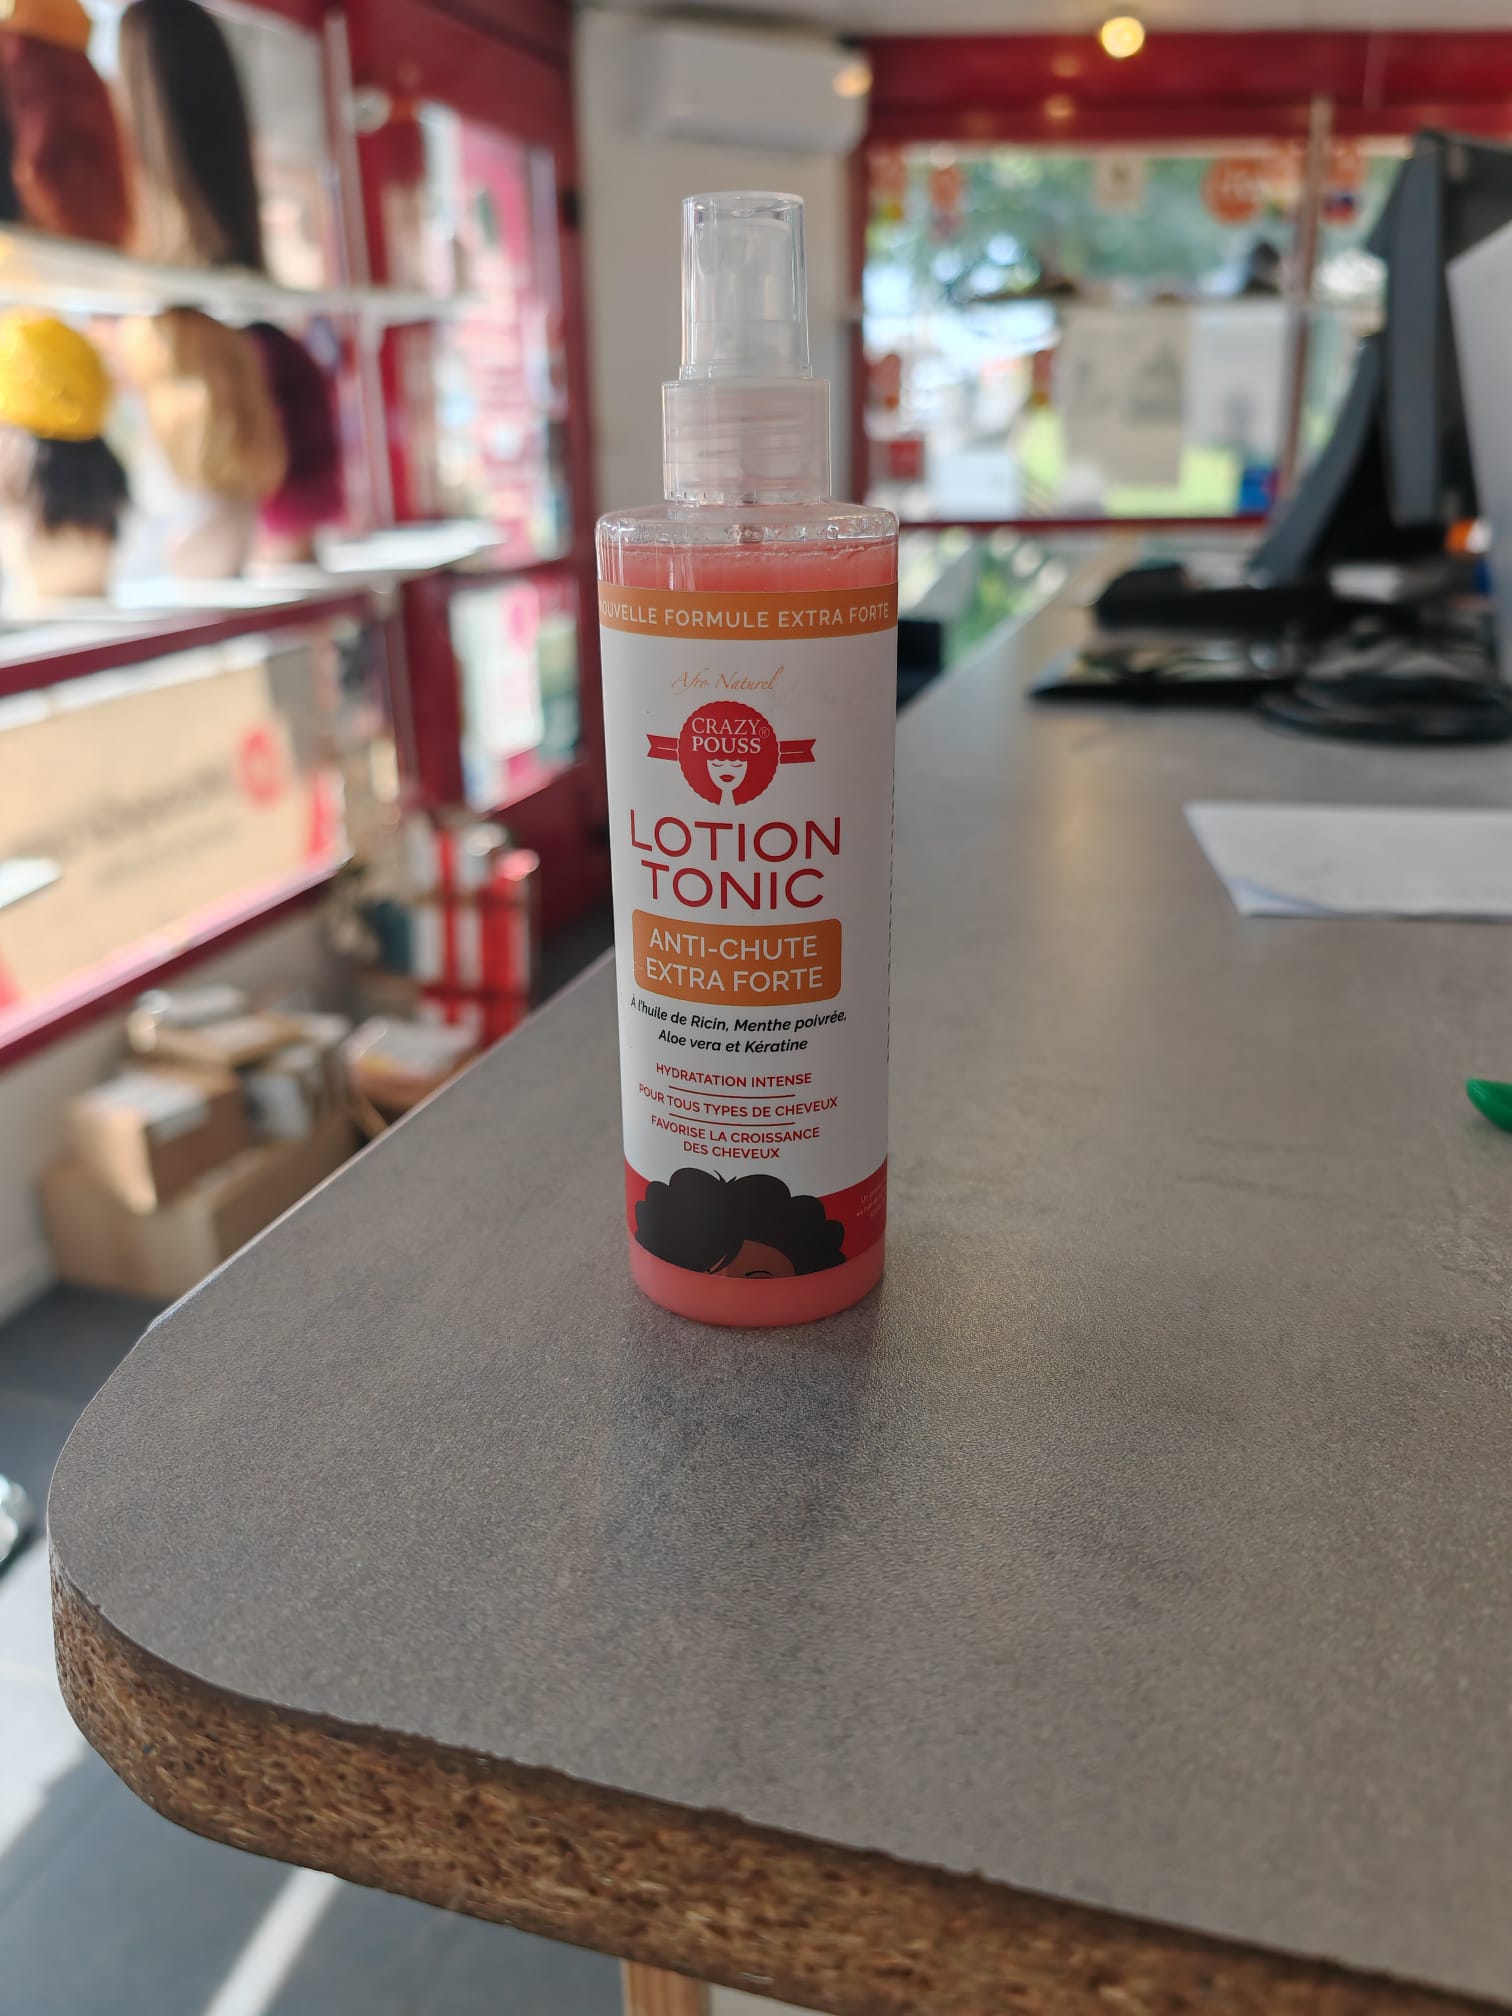 NOUVELLE FORMULE EXTRA FORTE
Afro Naturel
CRAZY®
POUSS
LOTION
TONIC
ANTI-CHUTE
EXTRA FORTE
À l'huile de Ricin, Menthe poivrée,
Aloe vera et Kératine
HYDRATATION INTENSE
POUR TOUS TYPES DE CHEVEUX
FAVORISE LA CROISSANCE
DES CHEVEUX